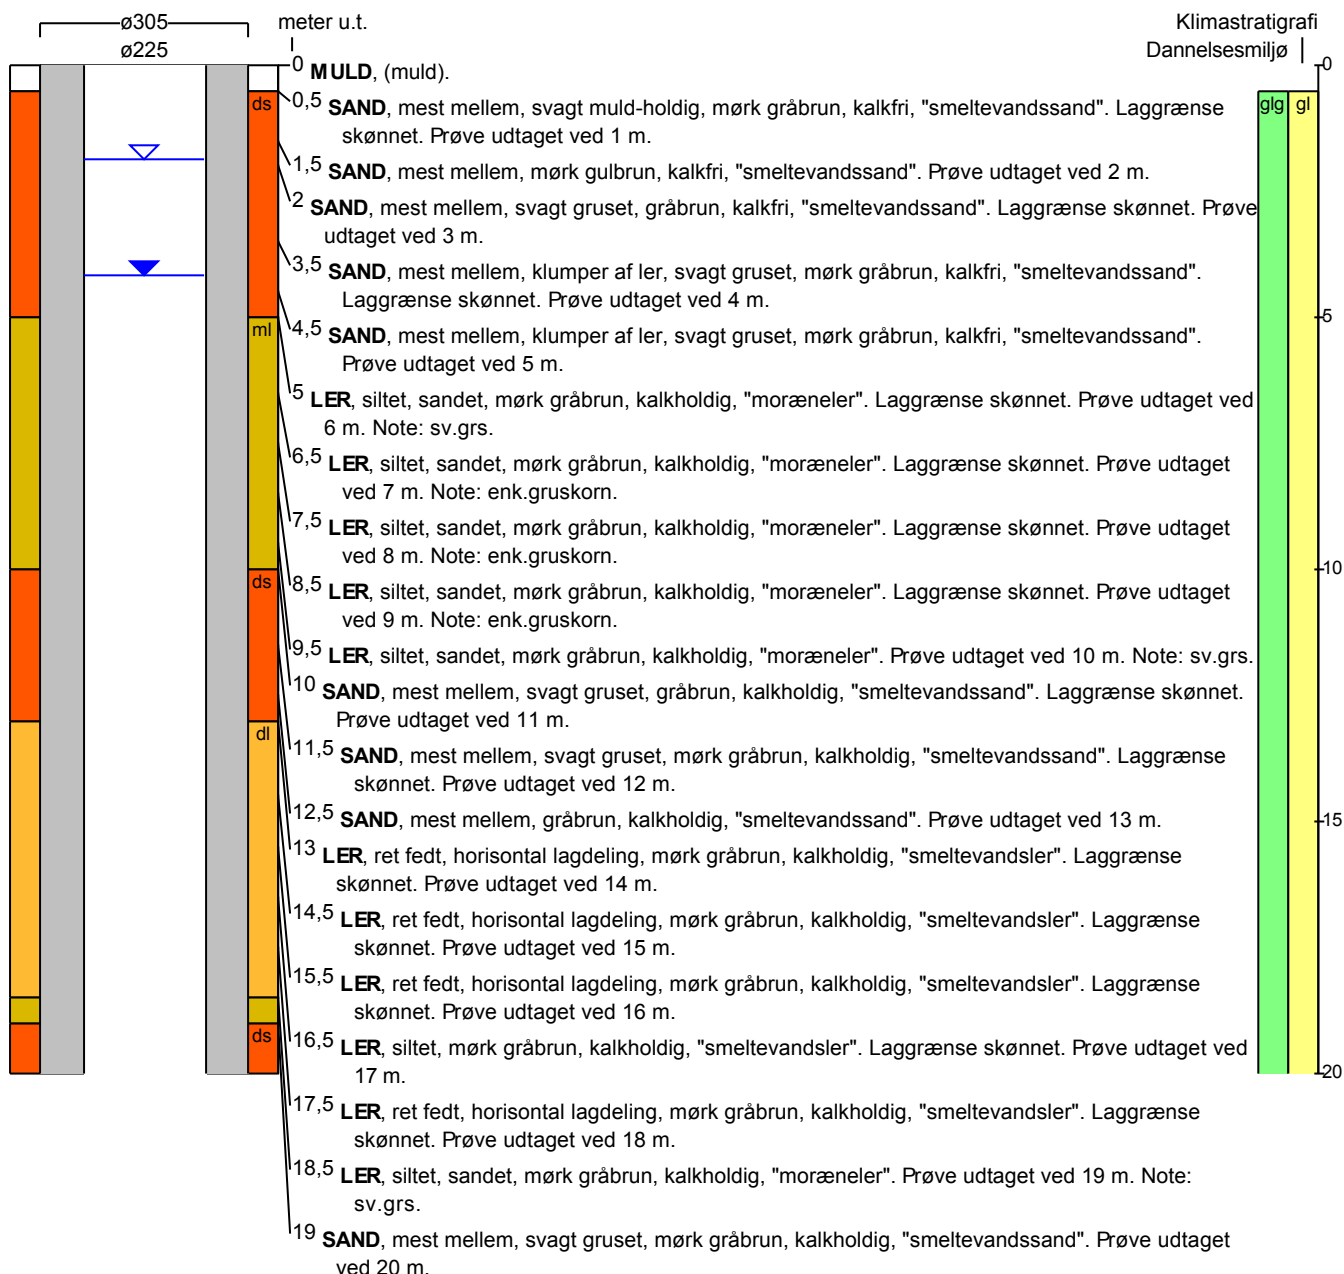 ø305
meter u.t.
Klimastratigrafi
ø225
Dannelsesmiljø
0
0 MULD, (muld).
ds
glg
gl
0,5 SAND, mest mellem, svagt muld-holdig, mørk gråbrun, kalkfri, "smeltevandssand". Laggrænse
skønnet. Prøve udtaget ved 1 m.
1,5 SAND, mest mellem, mørk gulbrun, kalkfri, "smeltevandssand". Prøve udtaget ved 2 m.
2 SAND, mest mellem, svagt gruset, gråbrun, kalkfri, "smeltevandssand". Laggrænse skønnet. Prøve
udtaget ved 3 m.
3,5 SAND, mest mellem, klumper af ler, svagt gruset, mørk gråbrun, kalkfri, "smeltevandssand".
Laggrænse skønnet. Prøve udtaget ved 4 m.
5
ml
4,5 SAND, mest mellem, klumper af ler, svagt gruset, mørk gråbrun, kalkfri, "smeltevandssand".
Prøve udtaget ved 5 m.
5 LER, siltet, sandet, mørk gråbrun, kalkholdig, "moræneler". Laggrænse skønnet. Prøve udtaget ved
6 m. Note: sv.grs.
6,5 LER, siltet, sandet, mørk gråbrun, kalkholdig, "moræneler". Laggrænse skønnet. Prøve udtaget
ved 7 m. Note: enk.gruskorn.
7,5 LER, siltet, sandet, mørk gråbrun, kalkholdig, "moræneler". Laggrænse skønnet. Prøve udtaget
ved 8 m. Note: enk.gruskorn.
10
ds
8,5 LER, siltet, sandet, mørk gråbrun, kalkholdig, "moræneler". Laggrænse skønnet. Prøve udtaget
ved 9 m. Note: enk.gruskorn.
9,5 LER, siltet, sandet, mørk gråbrun, kalkholdig, "moræneler". Prøve udtaget ved 10 m. Note: sv.grs.
10 SAND, mest mellem, svagt gruset, gråbrun, kalkholdig, "smeltevandssand". Laggrænse skønnet.
Prøve udtaget ved 11 m.
dl
11,5 SAND, mest mellem, svagt gruset, mørk gråbrun, kalkholdig, "smeltevandssand". Laggrænse
skønnet. Prøve udtaget ved 12 m.
12,5 SAND, mest mellem, gråbrun, kalkholdig, "smeltevandssand". Prøve udtaget ved 13 m.
15
13 LER, ret fedt, horisontal lagdeling, mørk gråbrun, kalkholdig, "smeltevandsler". Laggrænse
skønnet. Prøve udtaget ved 14 m.
14,5 LER, ret fedt, horisontal lagdeling, mørk gråbrun, kalkholdig, "smeltevandsler". Laggrænse
skønnet. Prøve udtaget ved 15 m.
15,5 LER, ret fedt, horisontal lagdeling, mørk gråbrun, kalkholdig, "smeltevandsler". Laggrænse
skønnet. Prøve udtaget ved 16 m.
ds
16,5 LER, siltet, mørk gråbrun, kalkholdig, "smeltevandsler". Laggrænse skønnet. Prøve udtaget ved
17 m.
20
17,5 LER, ret fedt, horisontal lagdeling, mørk gråbrun, kalkholdig, "smeltevandsler". Laggrænse
skønnet. Prøve udtaget ved 18 m.
18,5 LER, siltet, sandet, mørk gråbrun, kalkholdig, "moræneler". Prøve udtaget ved 19 m. Note:
sv.grs.
19 SAND, mest mellem, svagt gruset, mørk gråbrun, kalkholdig, "smeltevandssand". Prøve udtaget
ved 20 m.